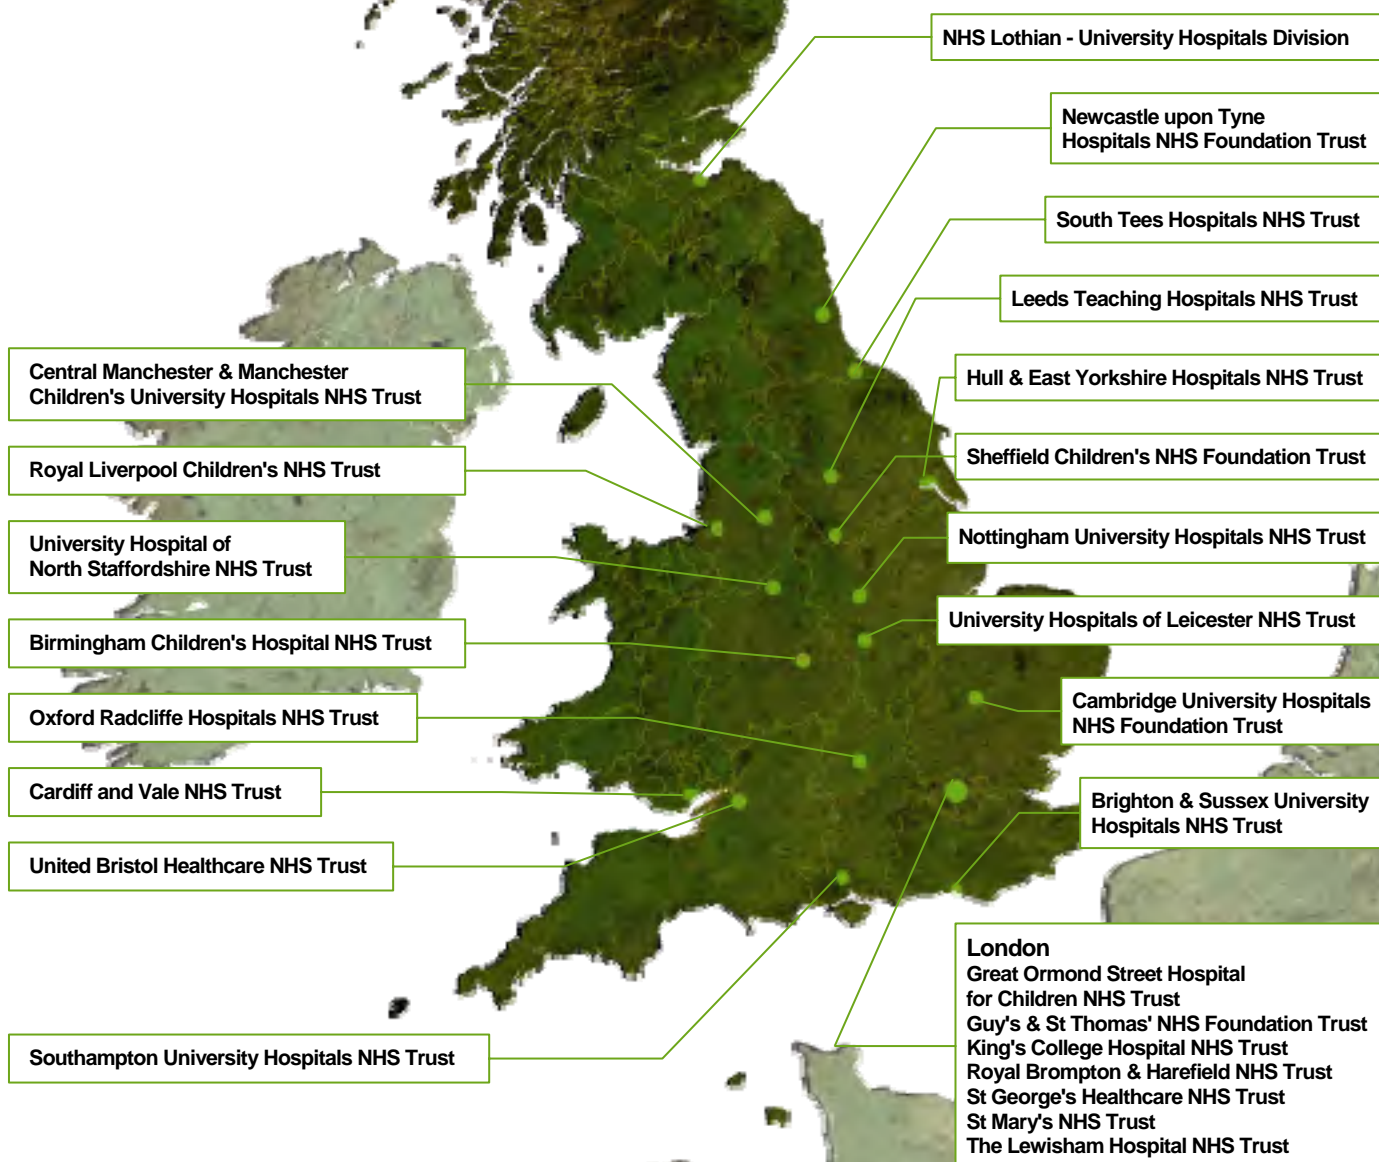 NHS Lothian - University Hospitals Division
Newcastle upon Tyne
Hospitals NHS Foundation Trust
South Tees Hospitals NHS Trust
Leeds Teaching Hospitals NHS Trust
Hull & East Yorkshire Hospitals NHS Trust
Sheffield Children's NHS Foundation Trust
Nottingham University Hospitals NHS Trust
University Hospitals of Leicester NHS Trust
Cambridge University Hospitals
NHS Foundation Trust
Brighton & Sussex University
Hospitals NHS Trust
London
Great Ormond Street Hospital
for Children NHS Trust
Guy's & St Thomas' NHS Foundation Trust
King's College Hospital NHS Trust
Royal Brompton & Harefield NHS Trust
St George's Healthcare NHS Trust
St Mary's NHS Trust
The Lewisham Hospital NHS Trust
Central Manchester & Manchester
Children's University Hospitals NHS Trust
Royal Liverpool Children's NHS Trust
University Hospital of
North Staffordshire NHS Trust
Birmingham Children's Hospital NHS Trust
Oxford Radcliffe Hospitals NHS Trust
Cardiff and Vale NHS Trust
United Bristol Healthcare NHS Trust
Southampton University Hospitals NHS Trust